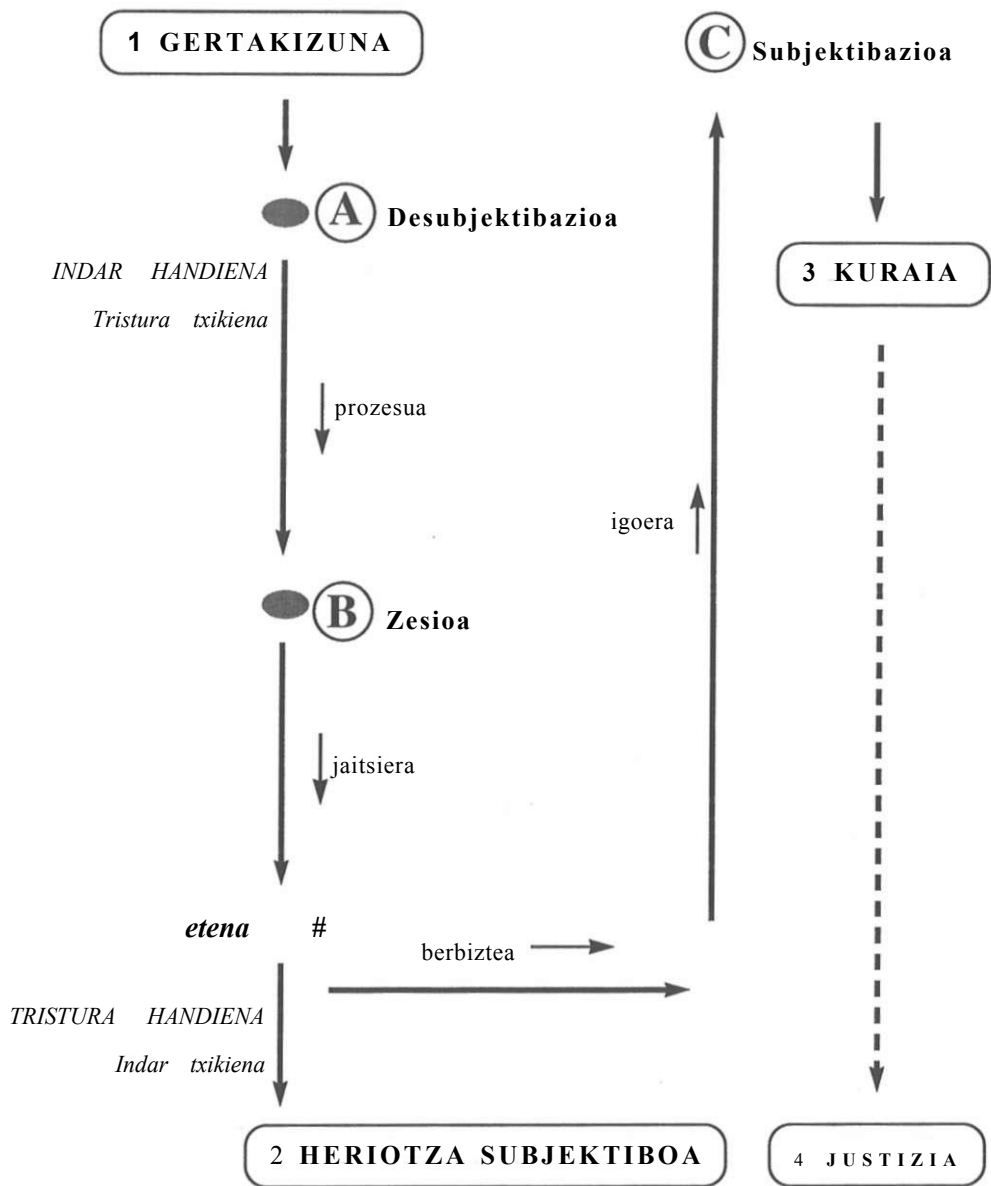 1 GERTAKIZUNA
A Desubjektibazioa
INDAR HANDIENA
Tristura txikiena
prozesua
B Zesioa
jaitsiera
etena #
TRISTURA HANDIENA
Indar txikiena
2 HERIOTZA SUBJEKTIBOA
berbiztea
igoera
C Subjektibazioa
3 KURAIA
4 JUSTIZIA